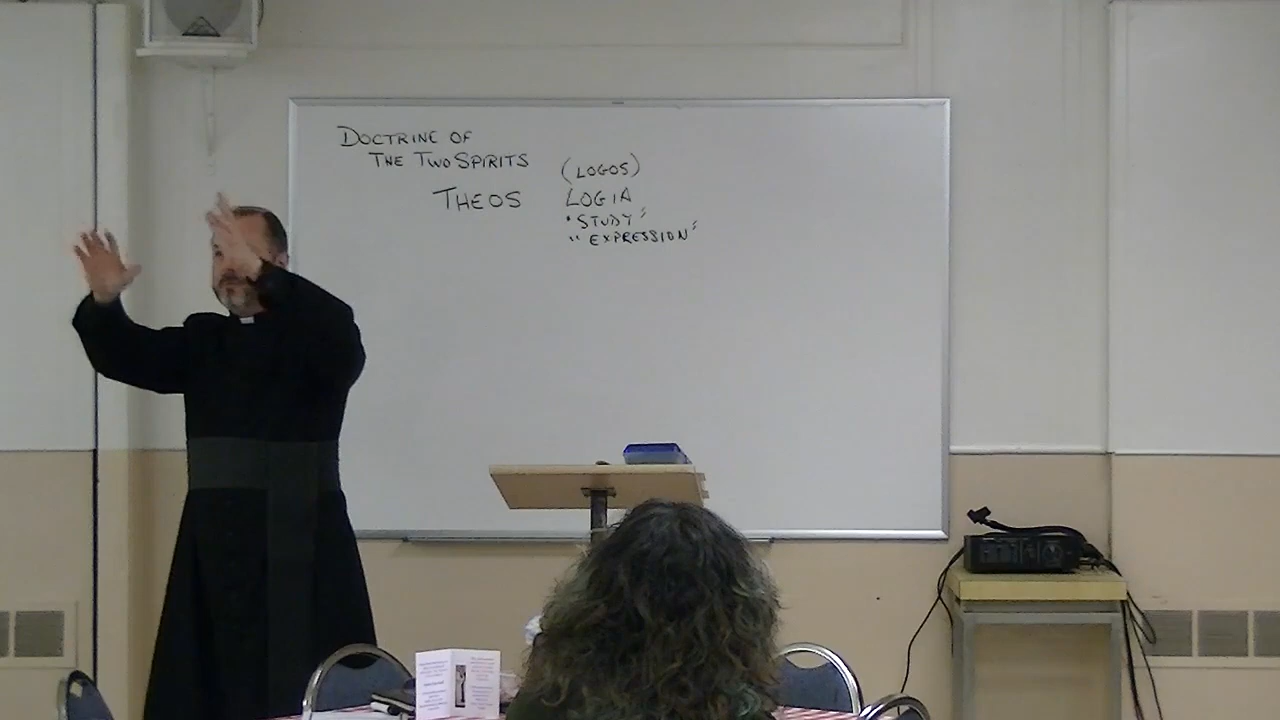 DOCTRINE OF
THE TWO SPIRITS
(LOGOS)
THEOS LOGIA
"STUDY"
"EXPRESSION"